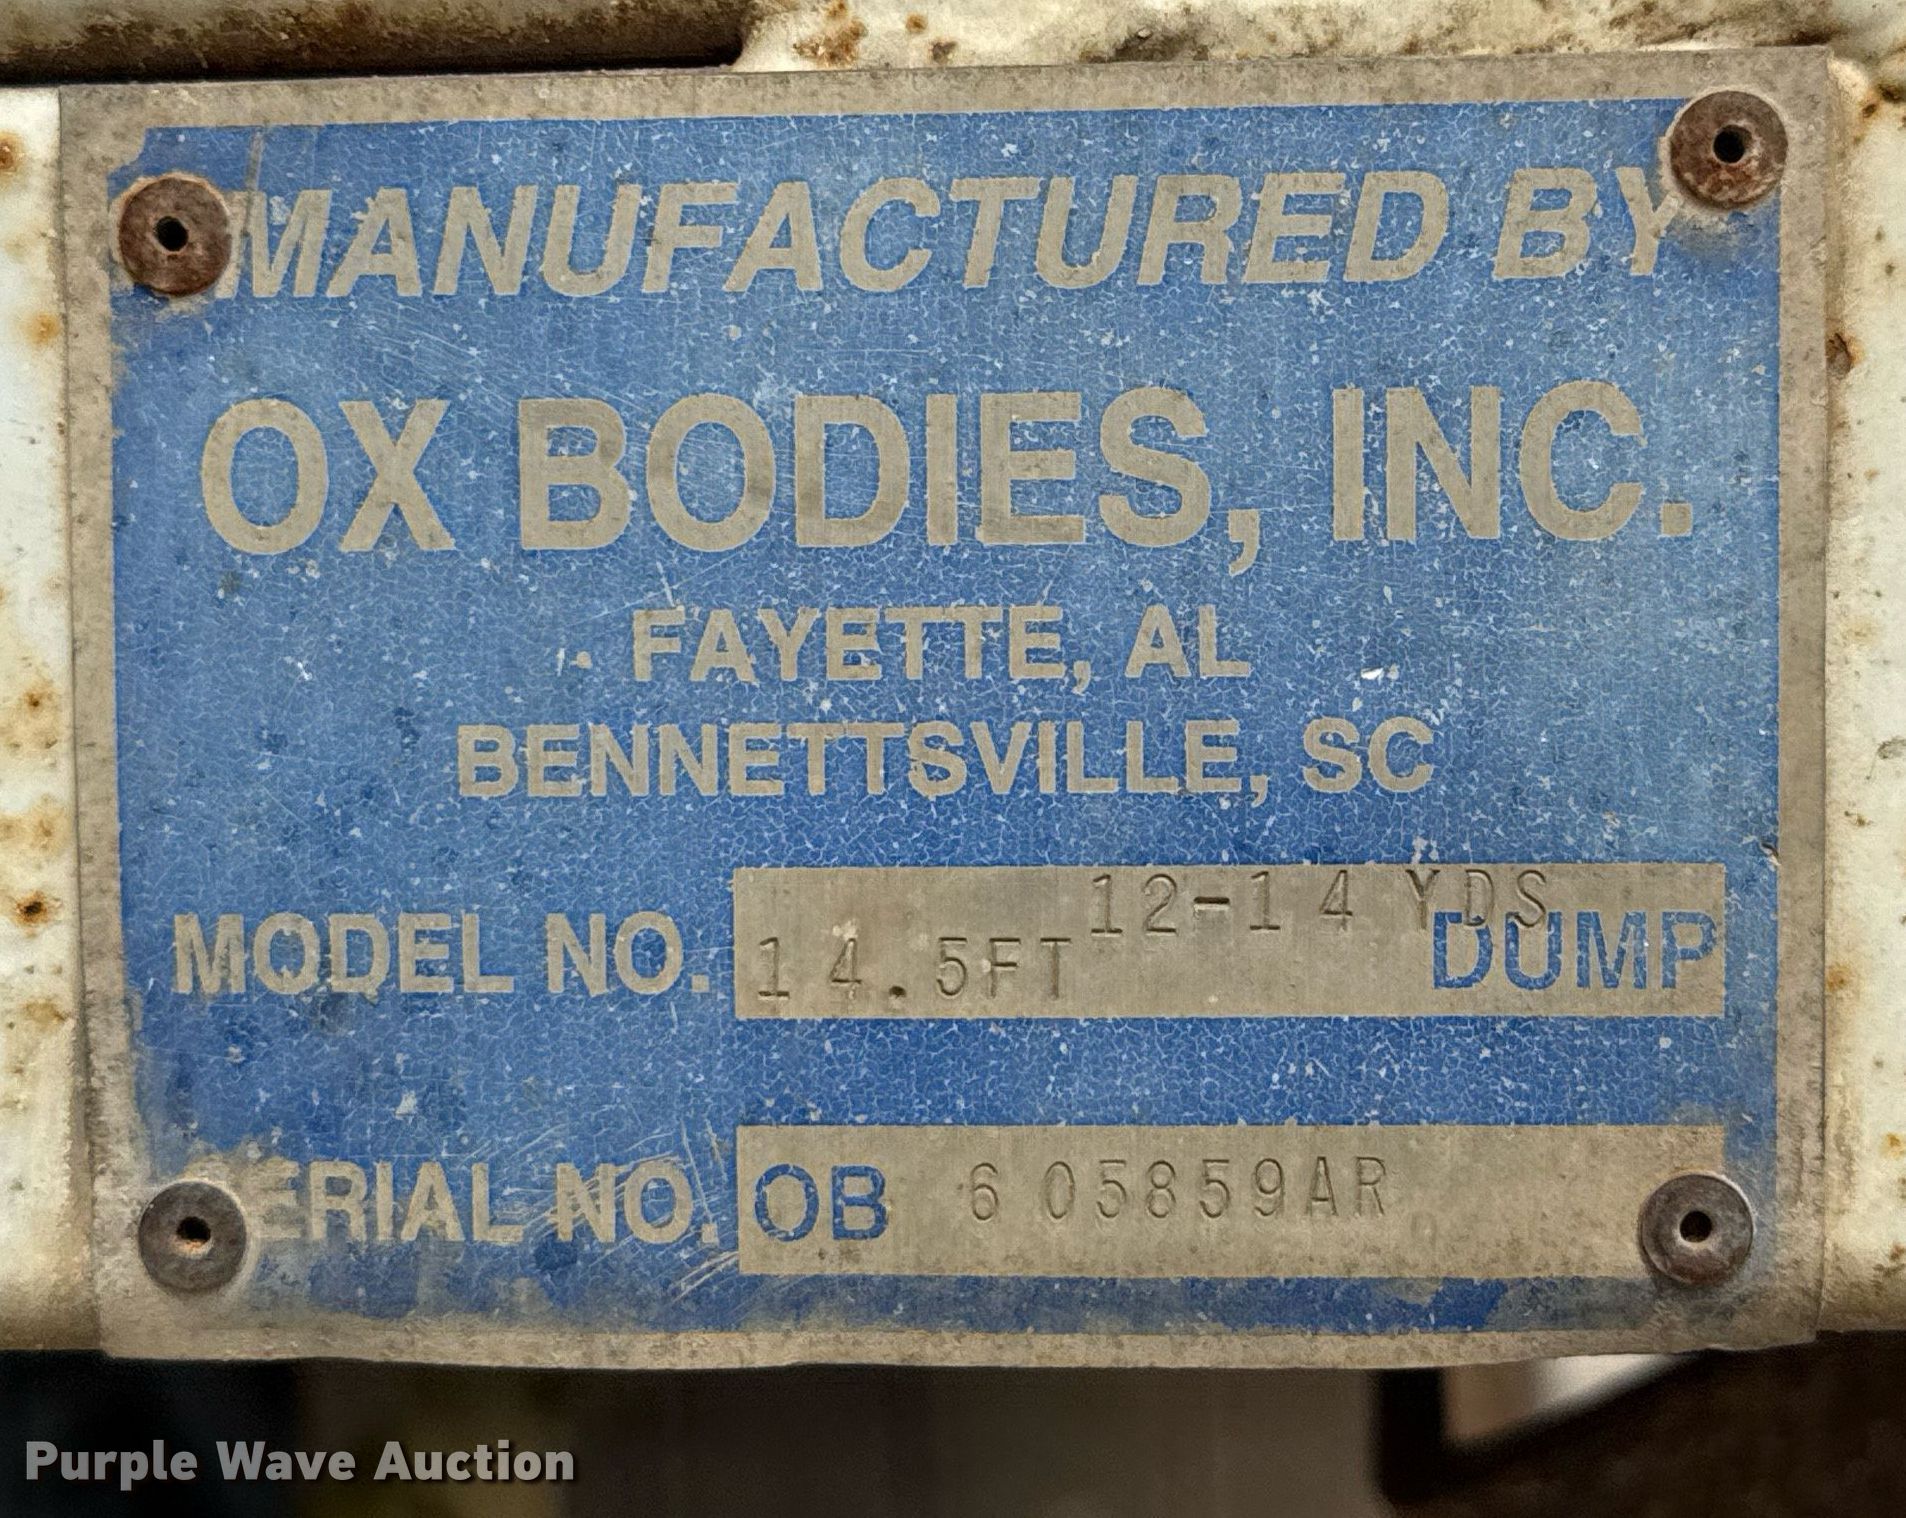 MANUFACTURED BY
OX BODIES, INC.
FAYETTE, AL
BENNETTSVILLE, SC
MODEL NO. 14.5FT 12-14 YDS DUMP
SERIAL NO. OB 605859AR
Purple Wave Auction